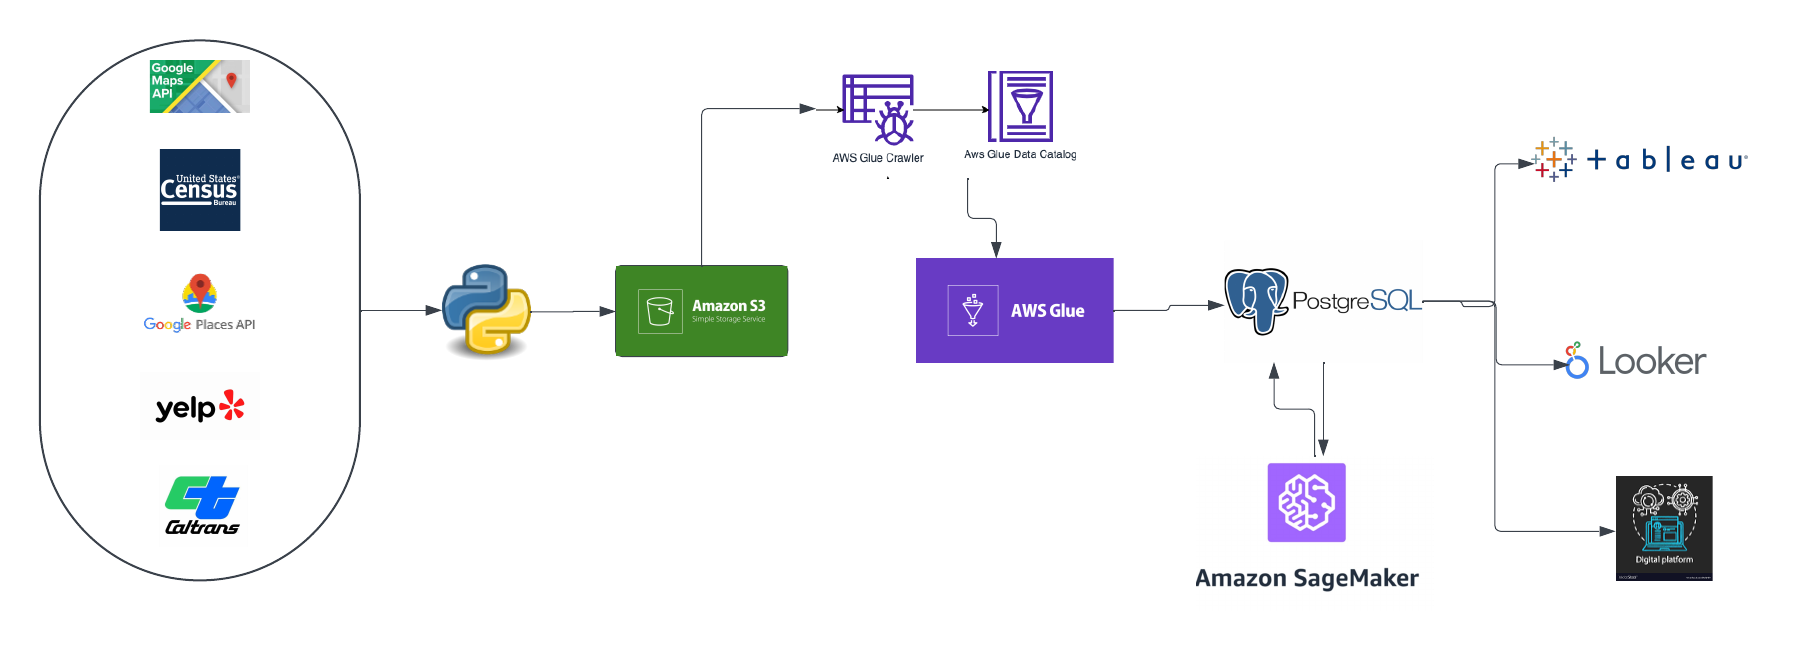 Google
Maps
API
United States®
Census
Bureau
Google Places API
yelp
Caltrans
Amazon S3
Simple Storage Service
AWS Glue Crawler
Aws Glue Data Catalog
AWS Glue
PostgreSQL
Amazon SageMaker
+ableau®
Looker
Digital platform